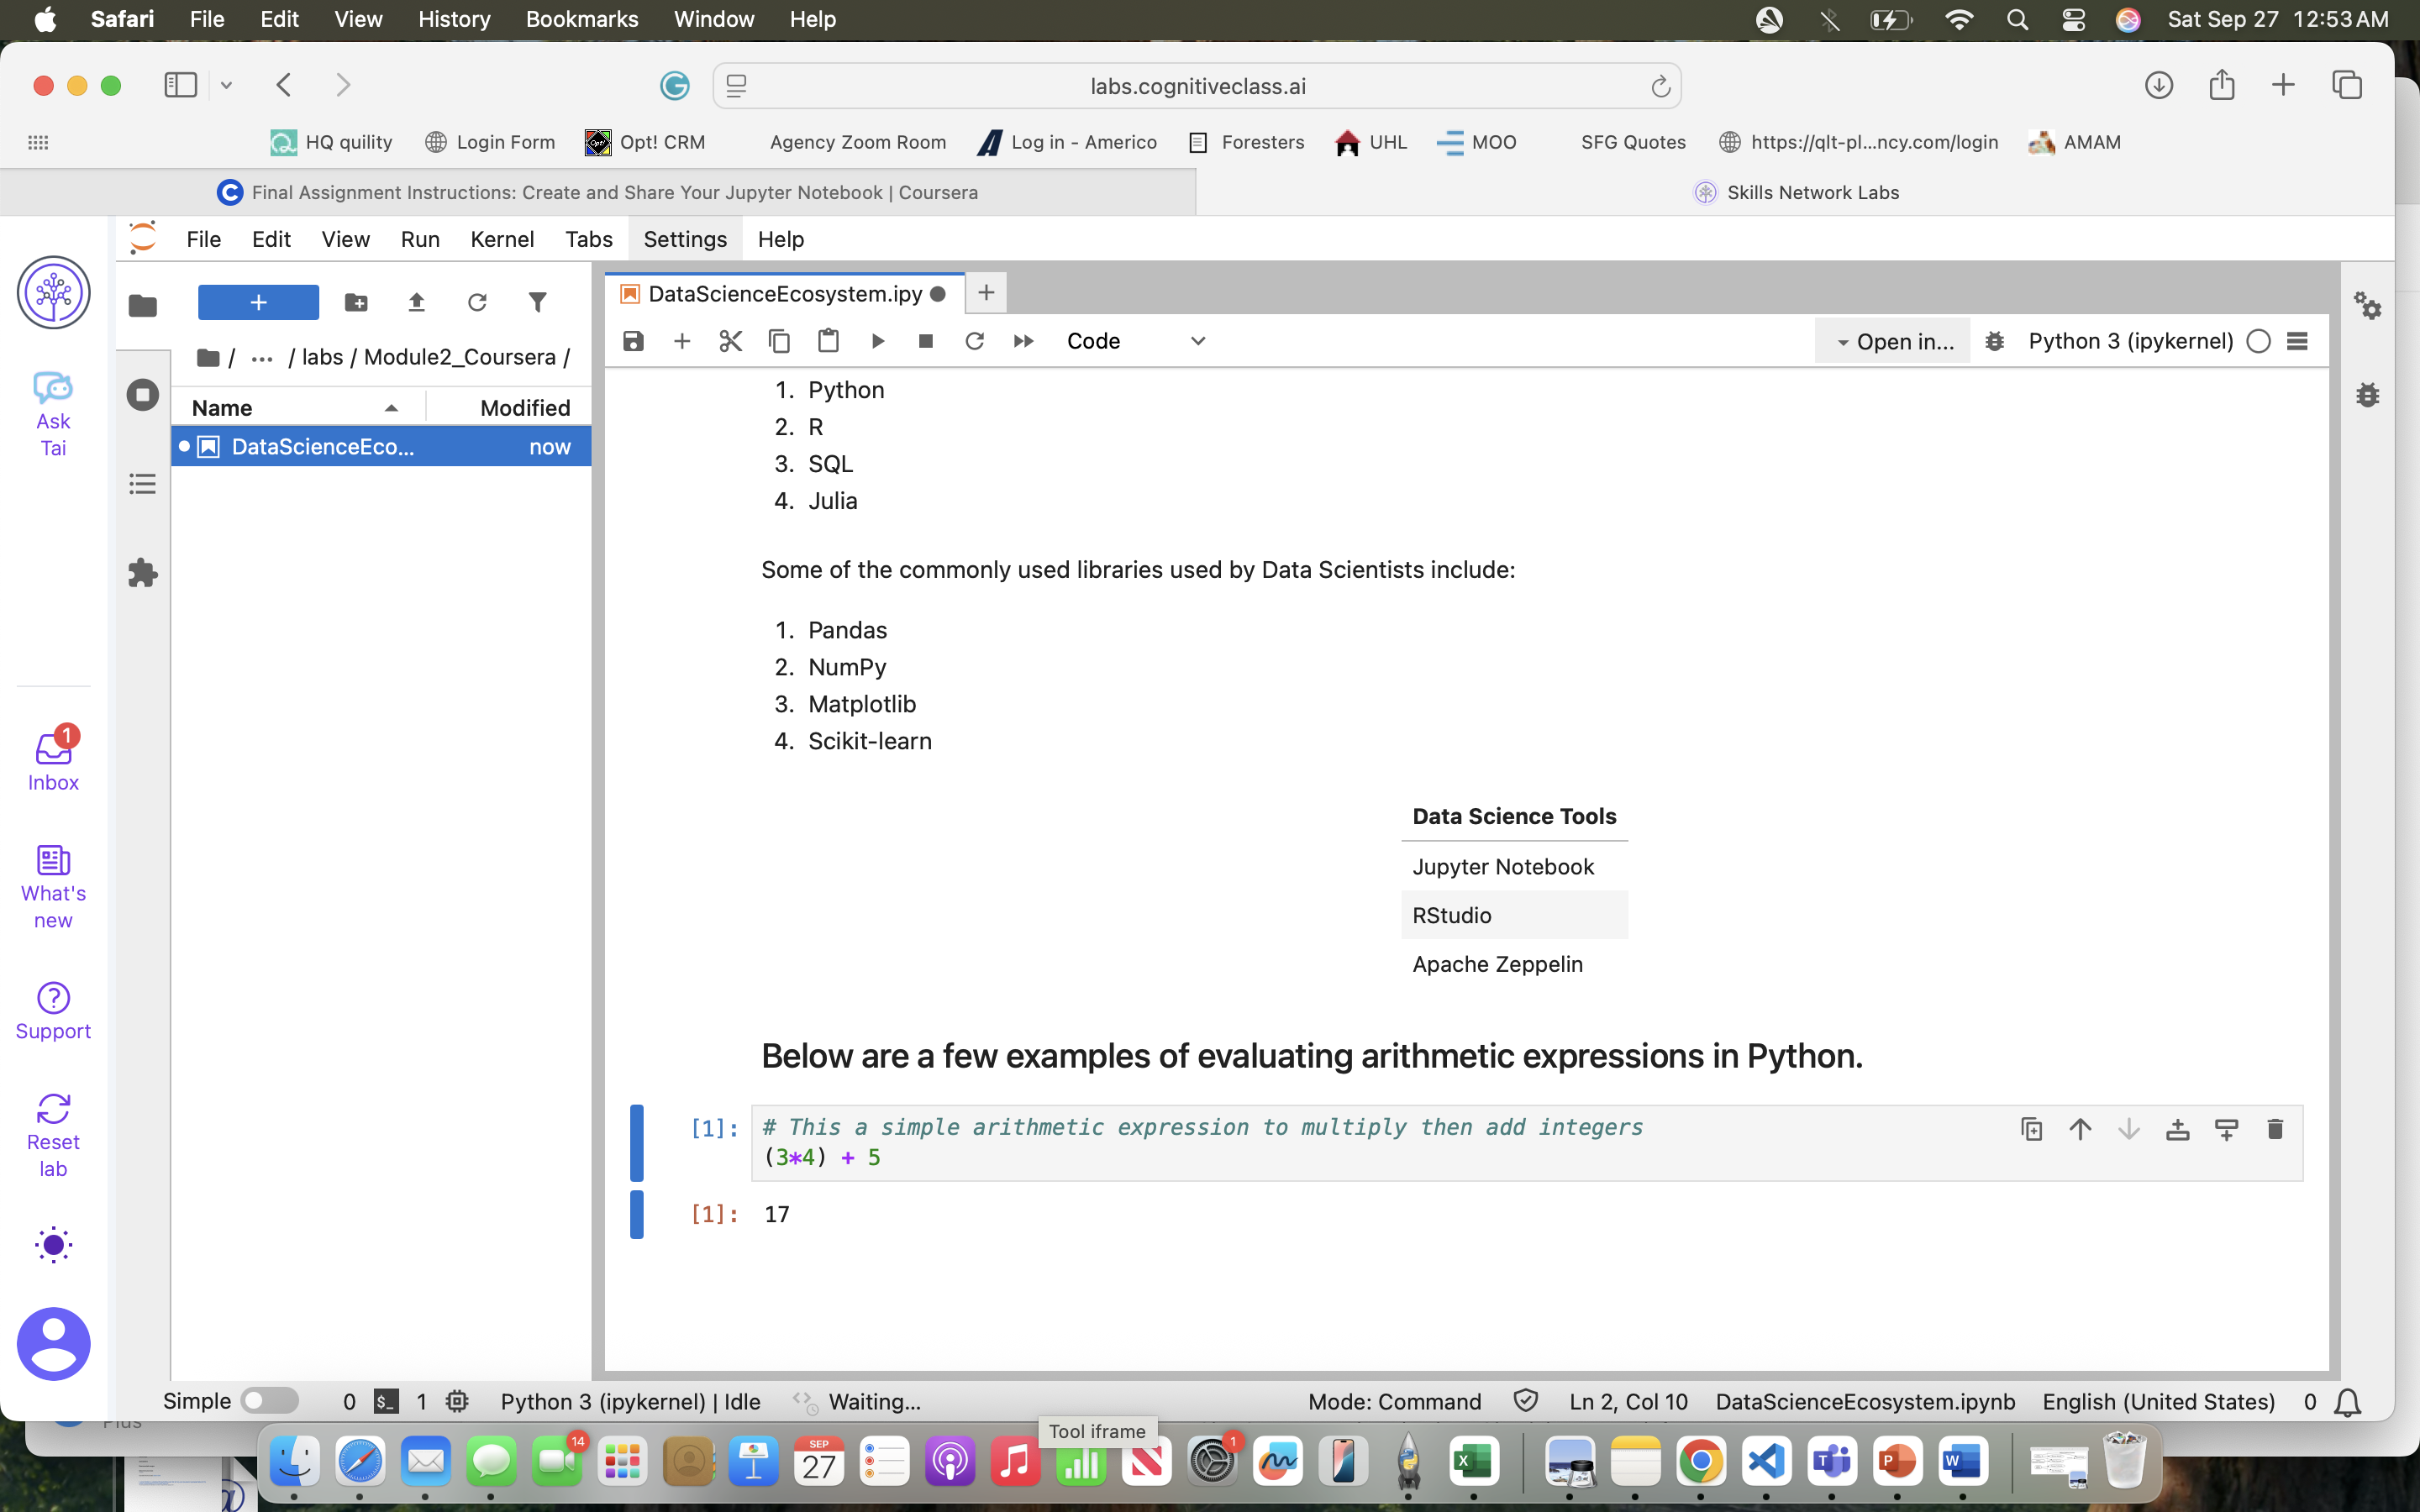 Safari File Edit View History Bookmarks Window Help Sat Sep 27 12:53 AM
labs.cognitiveclass.ai
HQ quility Login Form Opt! CRM Agency Zoom Room Log in - Americo Foresters UHL MOO SFG Quotes https://qlt-pl...ncy.com/login AMAM
Final Assignment Instructions: Create and Share Your Jupyter Notebook | Coursera Skills Network Labs
File Edit View Run Kernel Tabs Settings Help
Ask
Tai
1
Inbox
What's
new
?
Support
Reset
lab
+
/ ... / labs / Module2_Coursera /
Name Modified
DataScienceEco... now
DataScienceEcosystem.ipy
Code Open in... Python 3 (ipykernel)
1. Python
2. R
3. SQL
4. Julia
Some of the commonly used libraries used by Data Scientists include:
1. Pandas
2. NumPy
3. Matplotlib
4. Scikit-learn
Data Science Tools
Jupyter Notebook
RStudio
Apache Zeppelin
Below are a few examples of evaluating arithmetic expressions in Python.
[1]: # This a simple arithmetic expression to multiply then add integers
(3*4) + 5
[1]: 17
Simple 0 $_ 1 Python 3 (ipykernel) | Idle Waiting... Mode: Command Ln 2, Col 10 DataScienceEcosystem.ipynb English (United States) 0
Plus
Tool iframe
14
SEP
27
1